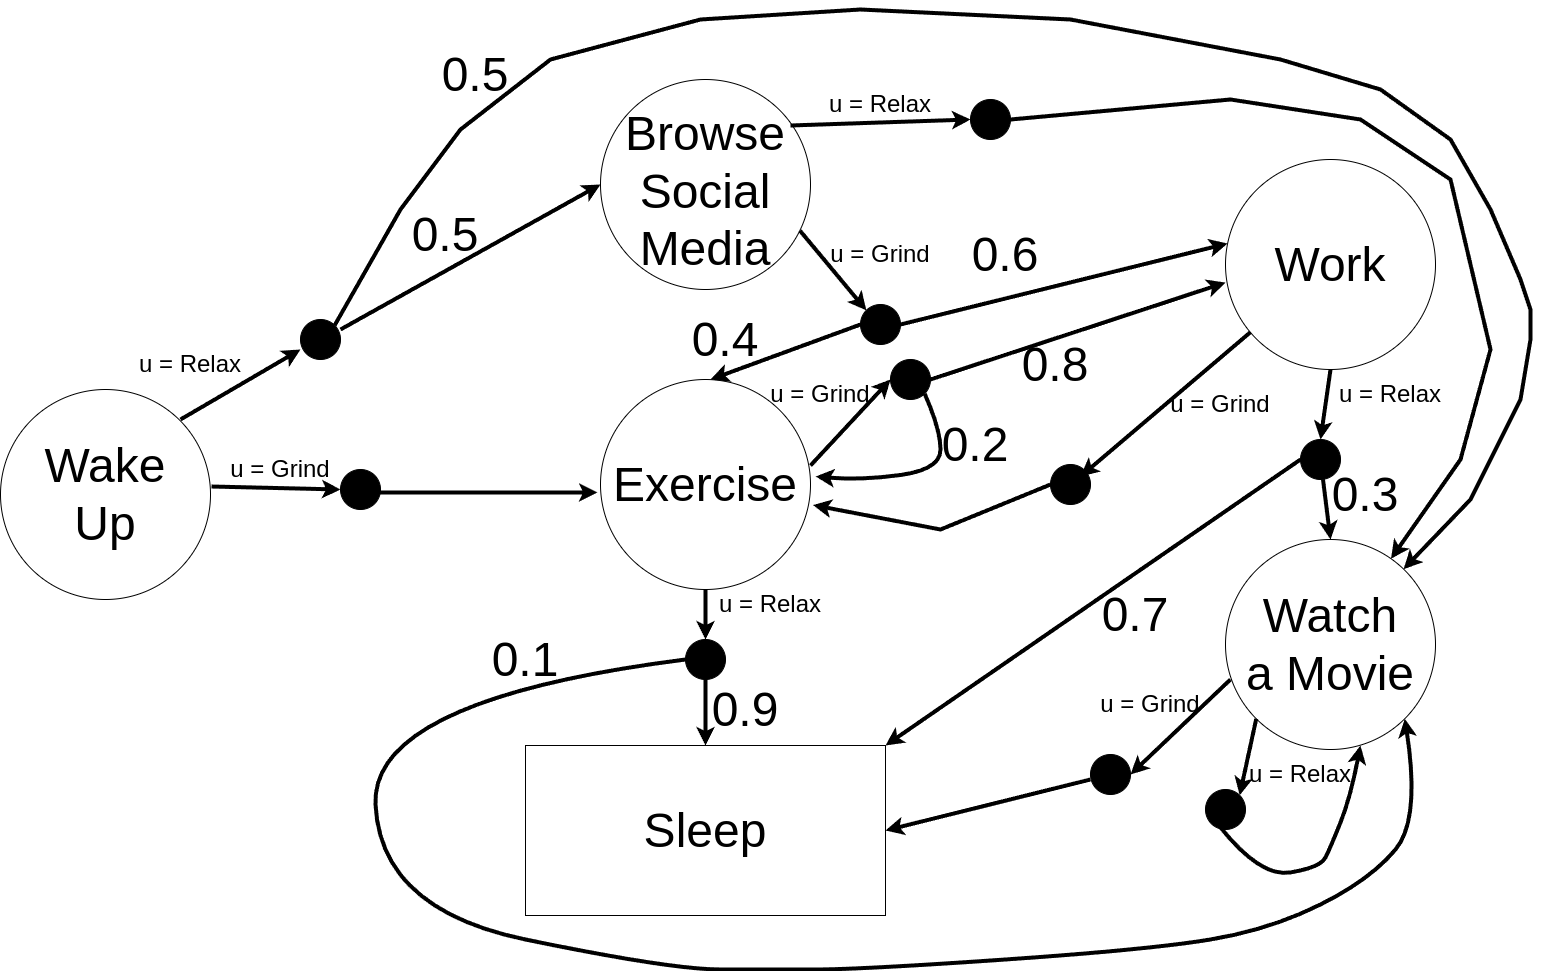 0.5
Browse
Social
Media
u = Relax
0.5
u = Grind
0.6
Work
0.4
u = Relax
0.8
u = Grind
u = Grind
u = Relax
Wake
Up
u = Grind
Exercise
0.2
0.3
u = Relax
0.1
0.9
0.7
Watch
a Movie
u = Grind
u = Relax
Sleep